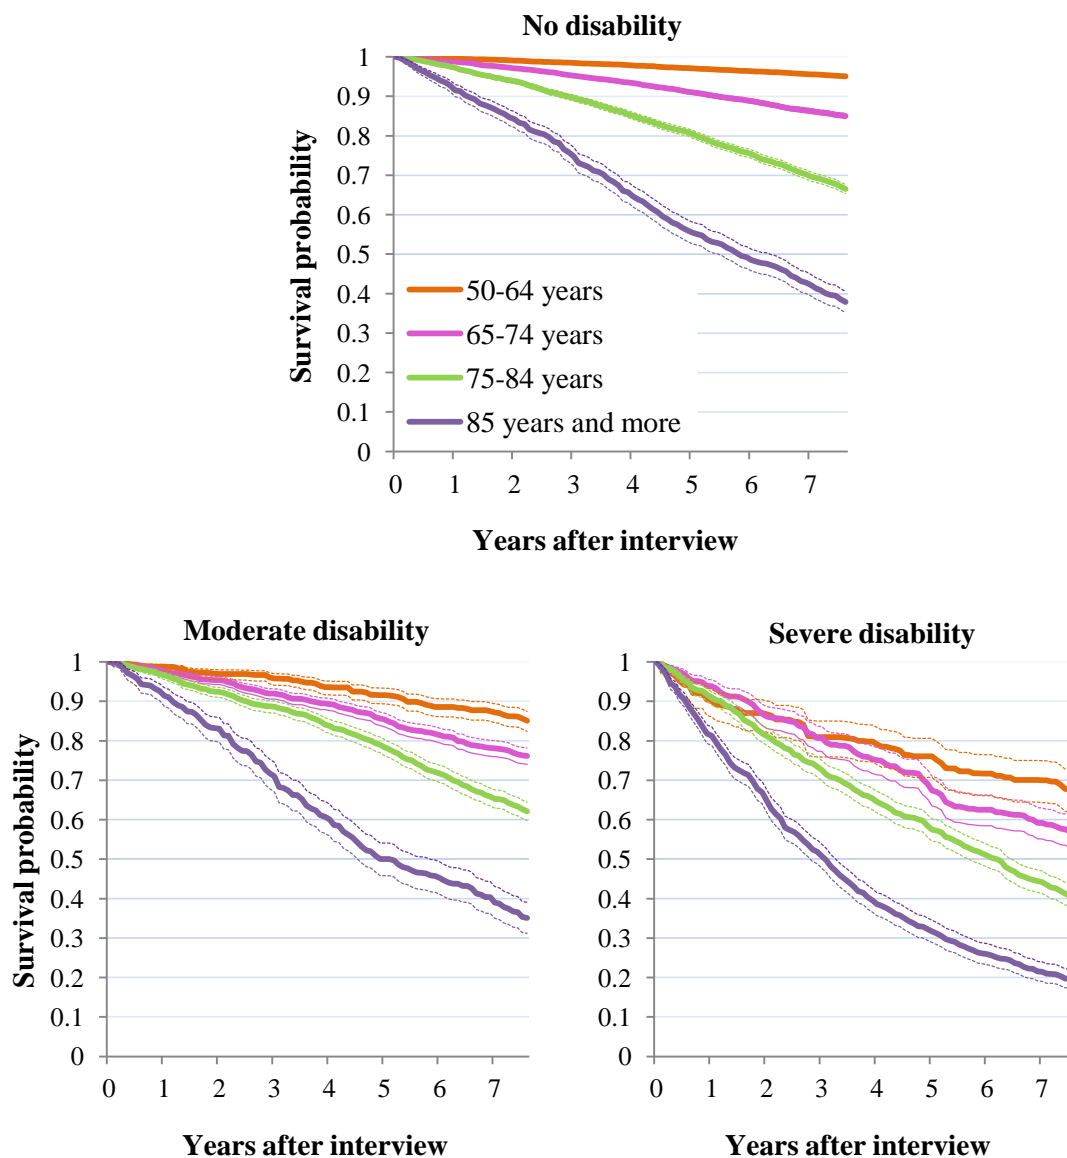 No disability
Survival probability
1
0.9
0.8
0.7
0.6
0.5
0.4
0.3
0.2
0.1
0
50-64 years
65-74 years
75-84 years
85 years and more
0 1 2 3 4 5 6 7
Years after interview
Moderate disability
Survival probability
1
0.9
0.8
0.7
0.6
0.5
0.4
0.3
0.2
0.1
0
0 1 2 3 4 5 6 7
Years after interview
Severe disability
1
0.9
0.8
0.7
0.6
0.5
0.4
0.3
0.2
0.1
0
0 1 2 3 4 5 6 7
Years after interview